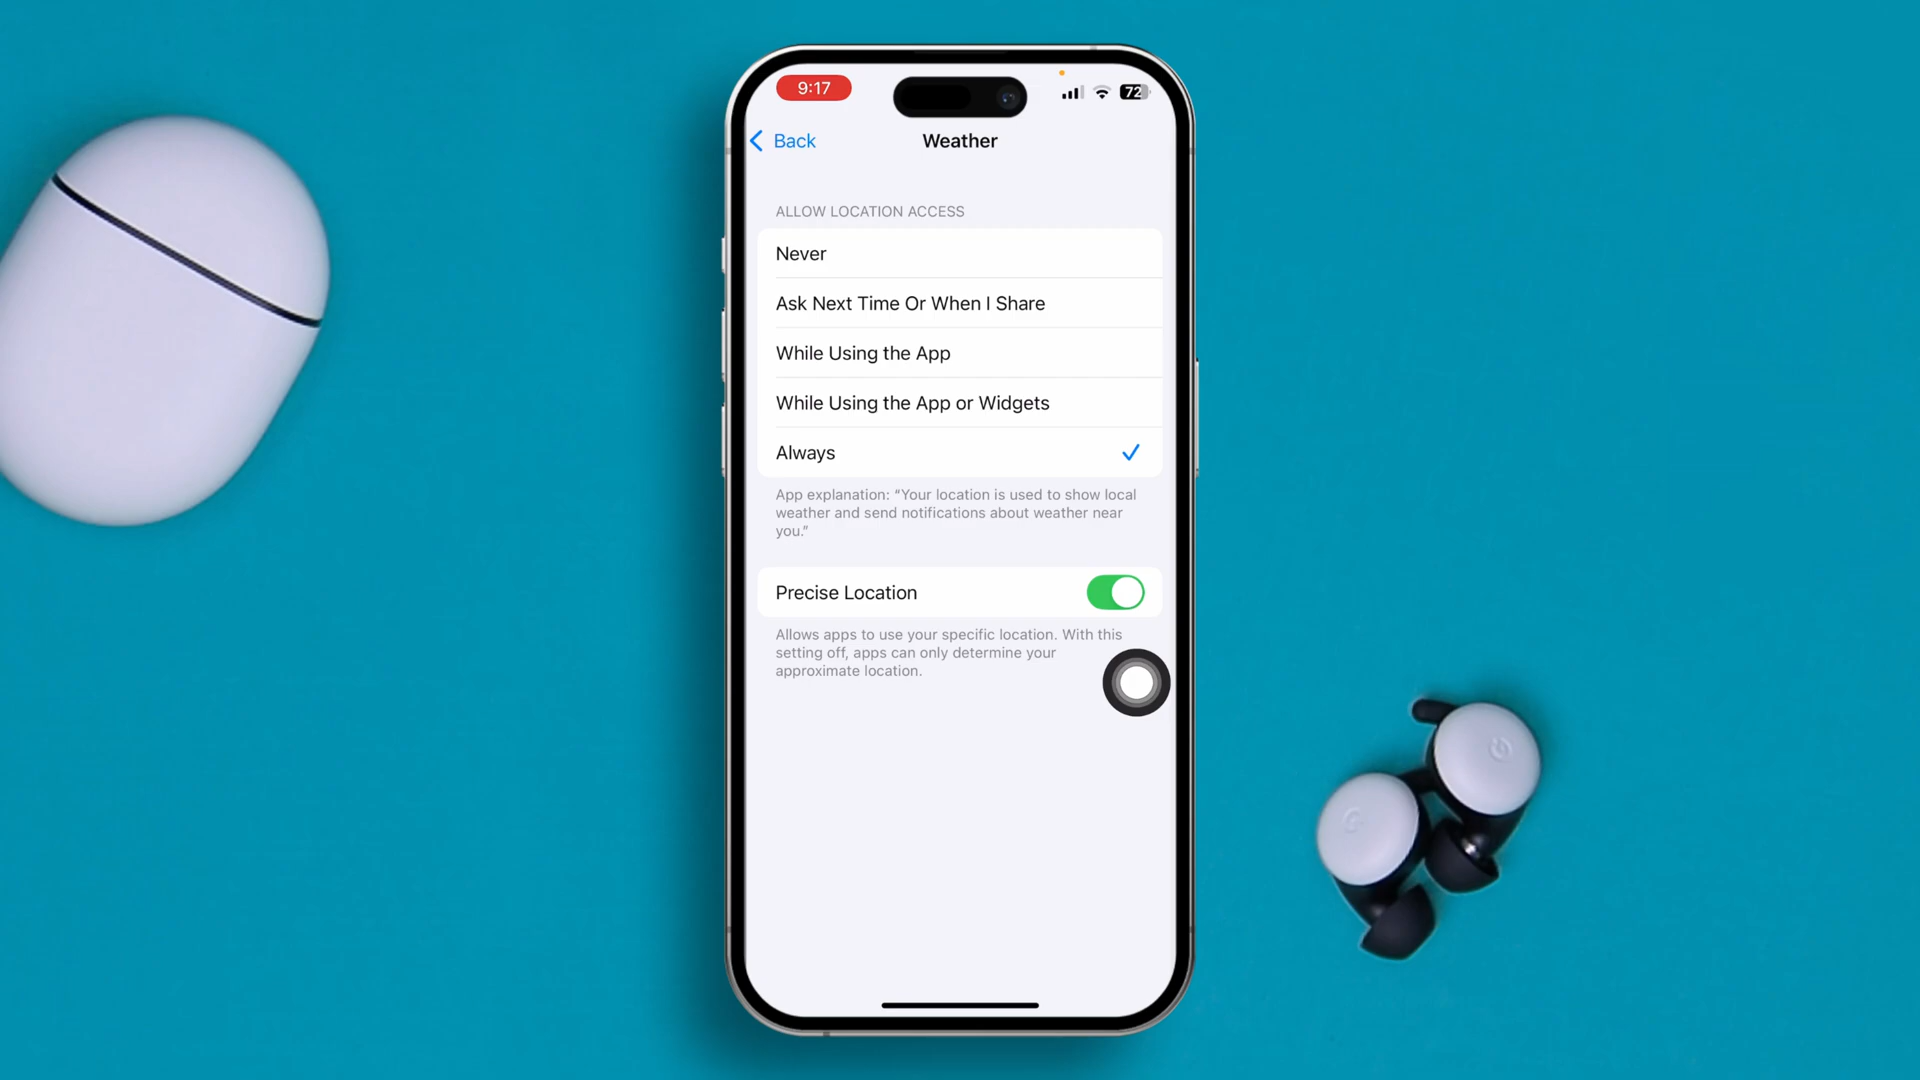 9:17
72
Back
Weather
ALLOW LOCATION ACCESS
Never
Ask Next Time Or When I Share
While Using the App
While Using the App or Widgets
Always
App explanation: “Your location is used to show local
weather and send notifications about weather near
you.”
Precise Location
Allows apps to use your specific location. With this
setting off, apps can only determine your
approximate location.